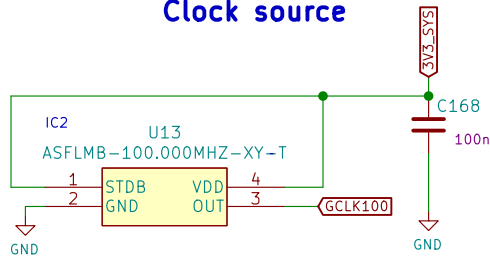 Clock source
3V3_SYS
C168
100n
IC2
U13
ASFLMB-100.000MHZ-XY-T
1 STDB VDD 4
2 GND OUT 3
GCLK100
GND
GND